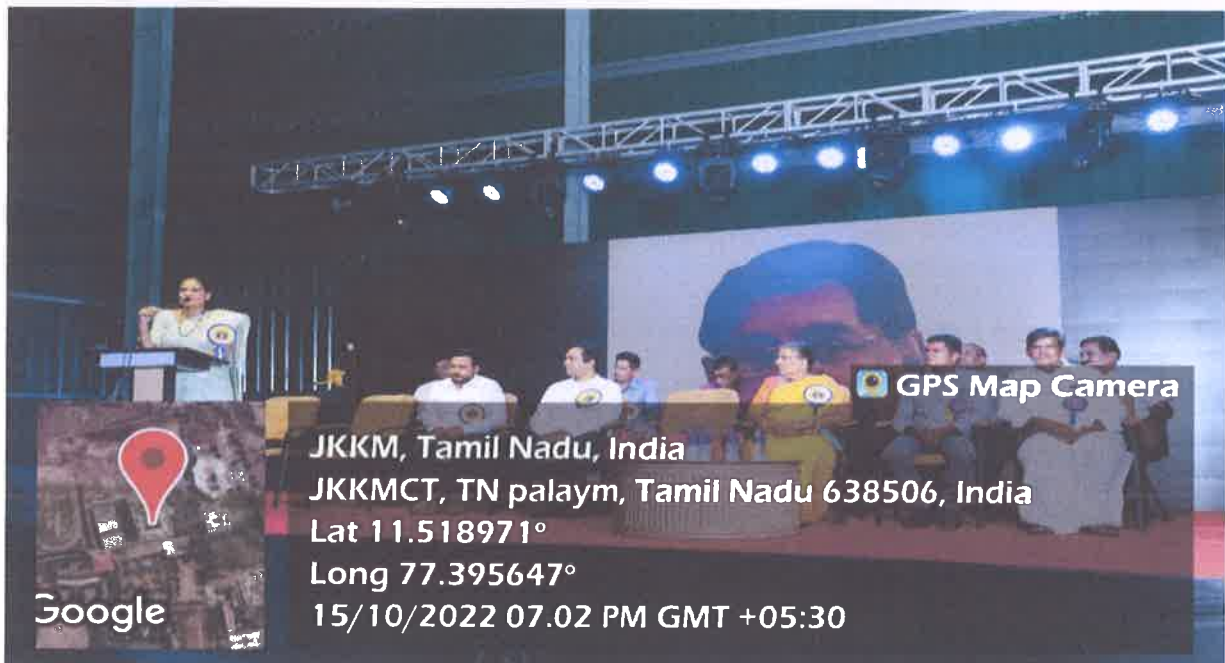 GPS Map Camera
JKKM, Tamil Nadu, India
JKKMCT, TN palaym, Tamil Nadu 638506, India
Lat 11.518971°
Long 77.395647°
15/10/2022 07.02 PM GMT +05:30
Google